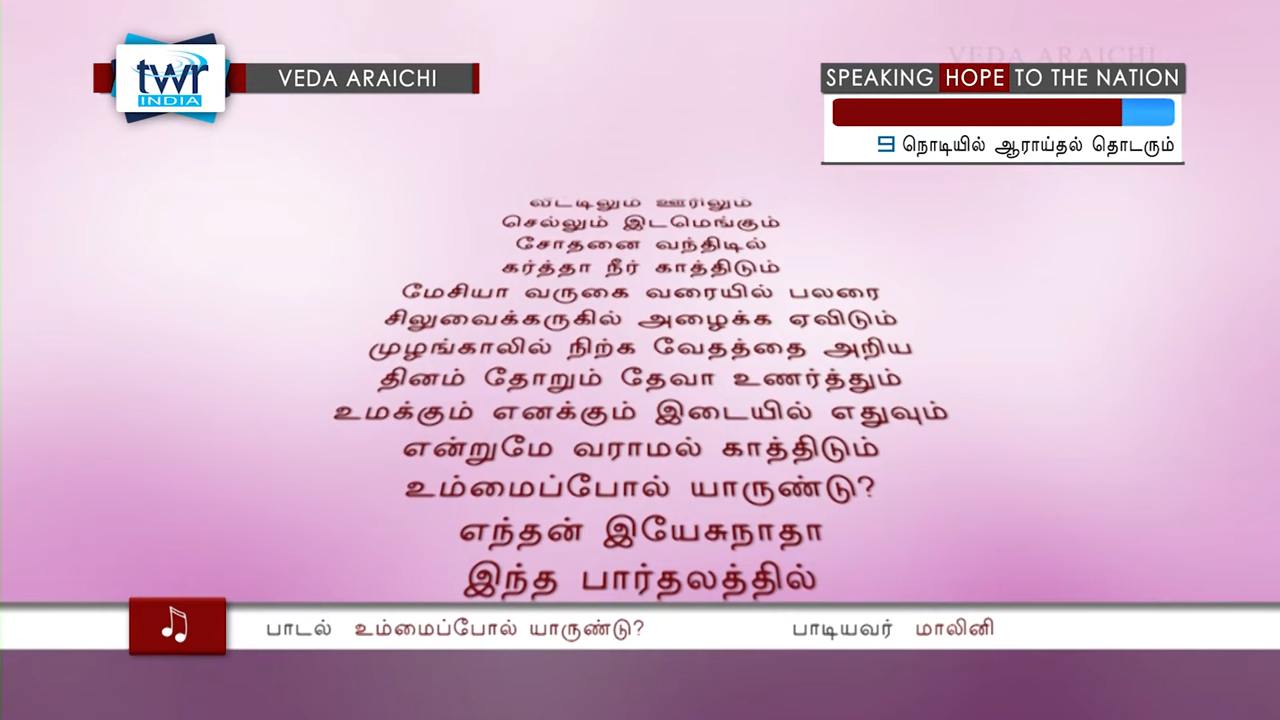 twr
INDIA
VEDA ARAICHI
VEDA ARAICHI
SPEAKING HOPE TO THE NATION
9 நொடியில் ஆராய்தல் தொடரும்
வீட்டிலும் ஊரிலும்
செல்லும் இடமெங்கும்
சோதனை வந்திடில்
கர்த்தா நீர் காத்திடும்
மேசியா வருகை வரையில் பலரை
சிலுவைக்கருகில் அழைக்க ஏவிடும்
முழங்காலில் நிற்க வேதத்தை அறிய
தினம் தோறும் தேவா உணர்த்தும்
உமக்கும் எனக்கும் இடையில் எதுவும்
என்றுமே வராமல் காத்திடும்
உம்மைப்போல் யாருண்டு?
எந்தன் இயேசுநாதா
இந்த பார்தலத்தில்
பாடல் உம்மைப்போல் யாருண்டு? பாடியவர் மாலினி